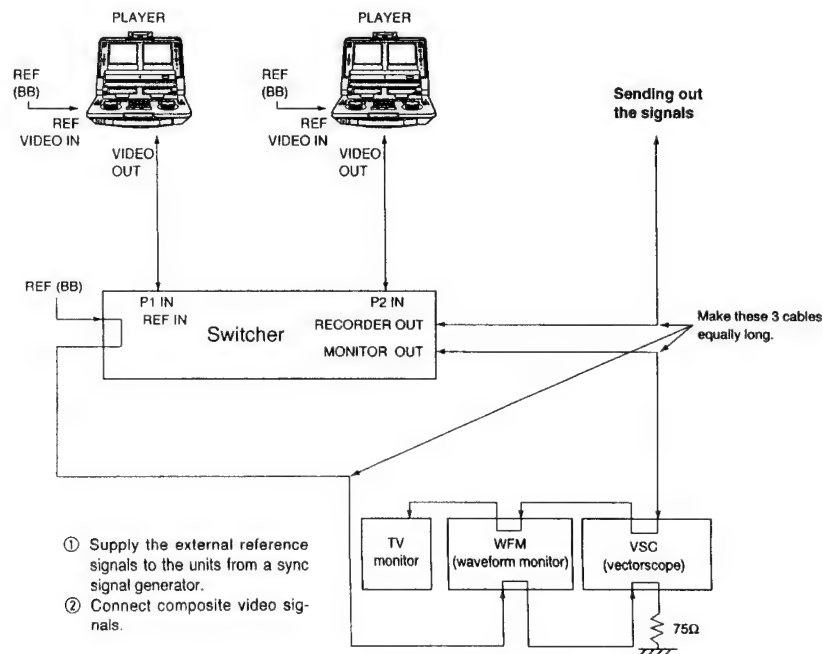 PLAYER
PLAYER
REF
(BB)
REF
VIDEO IN
VIDEO
OUT
REF
(BB)
REF
VIDEO IN
VIDEO
OUT
Sending out
the signals
REF (BB)
P1 IN
REF IN
P2 IN
Switcher
RECORDER OUT
MONITOR OUT
Make these 3 cables
equally long.
TV
monitor
WFM
(waveform monitor)
VSC
(vectorscope)
75Ω
① Supply the external reference
signals to the units from a sync
signal generator.
② Connect composite video sig-
nals.